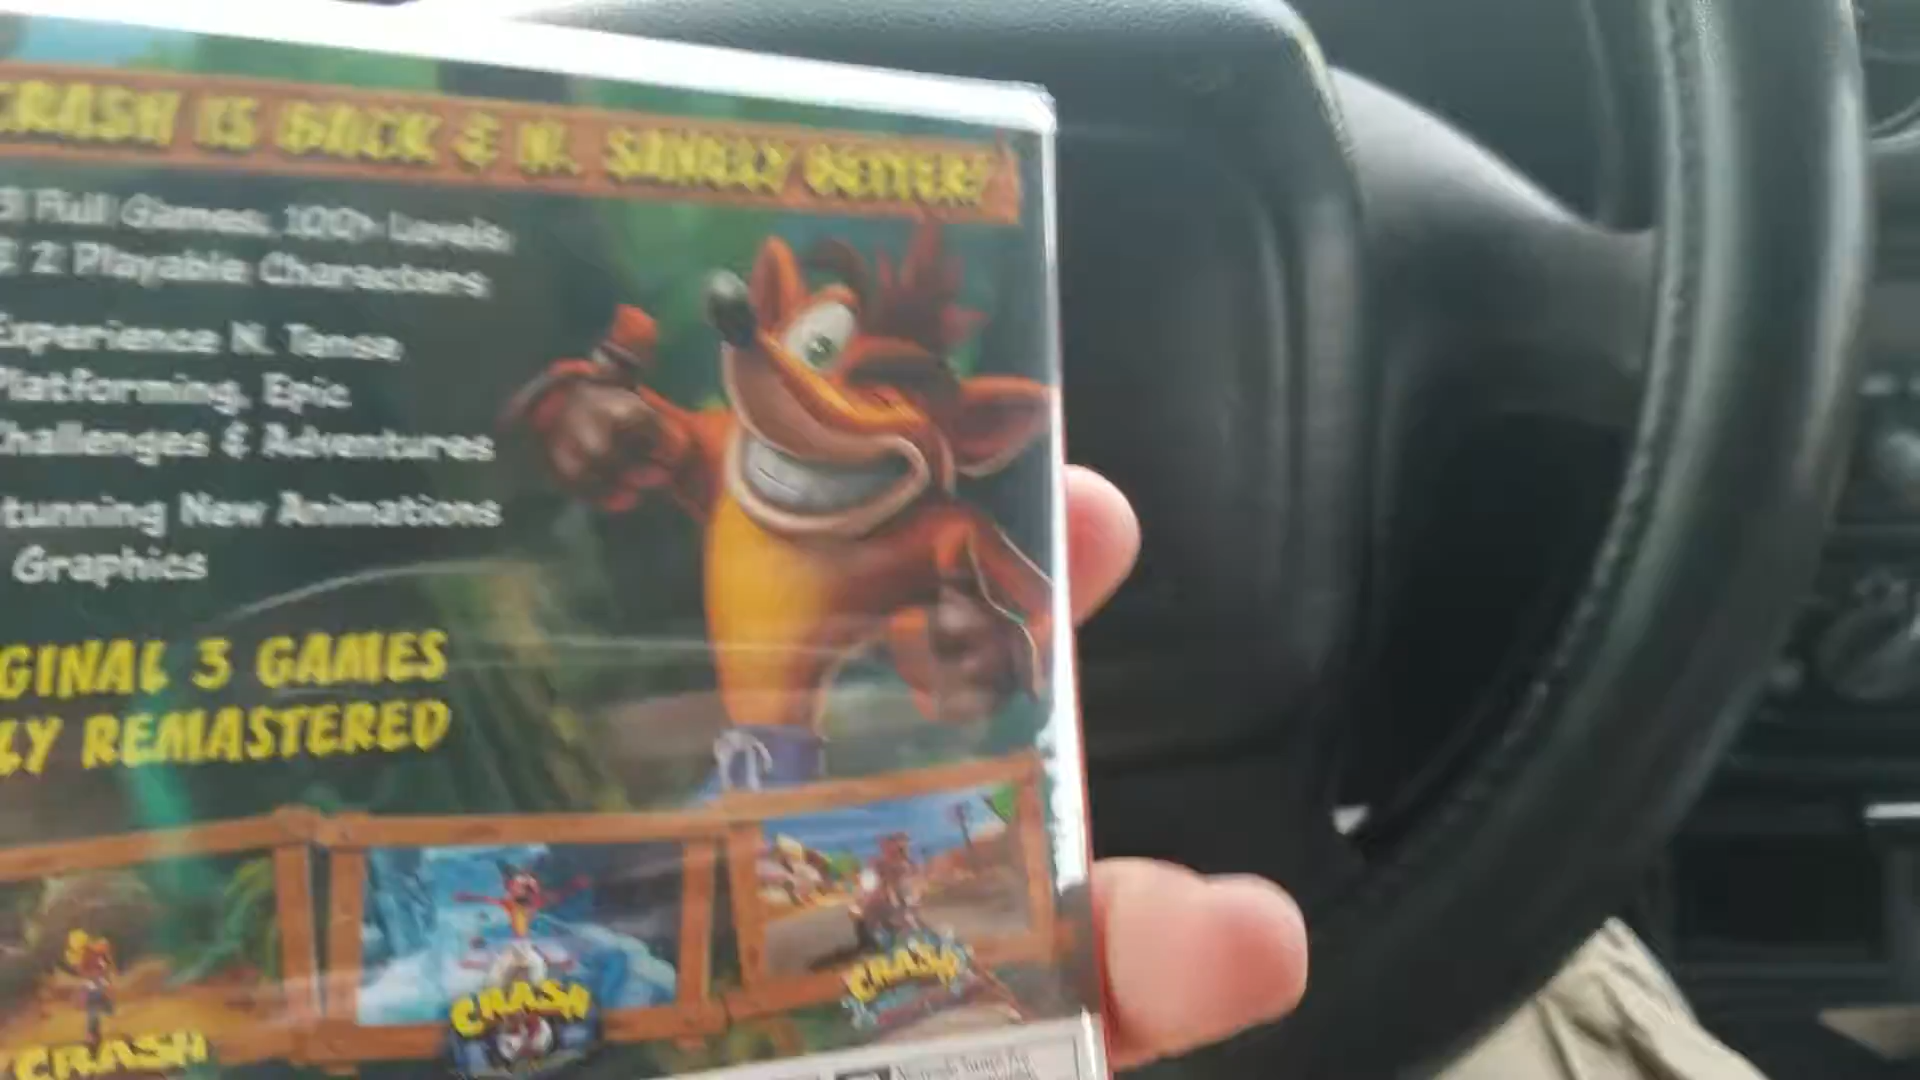 CRASH IS BACK & N. SANELY BETTER!
3 Full Games, 100+ Levels
& 2 Playable Characters
Experience N. Tense
Platforming, Epic
Challenges & Adventures
tunning New Animations
Graphics
GINAL 3 GAMES
LY REMASTERED
CRASH
CRASH
CRASH